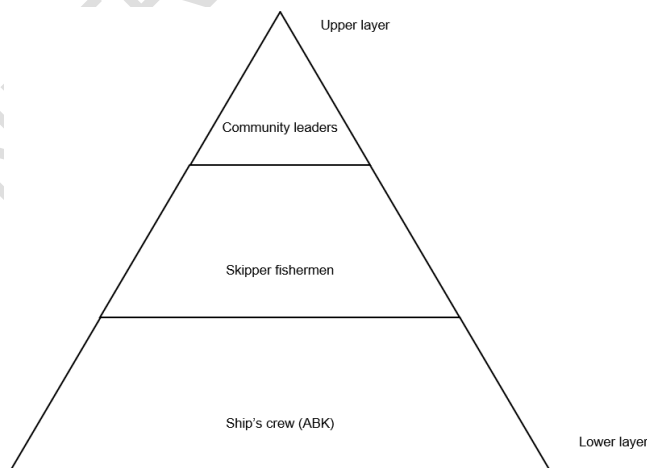 Upper layer
Community leaders
Skipper fishermen
Ship's crew (ABK)
Lower layer